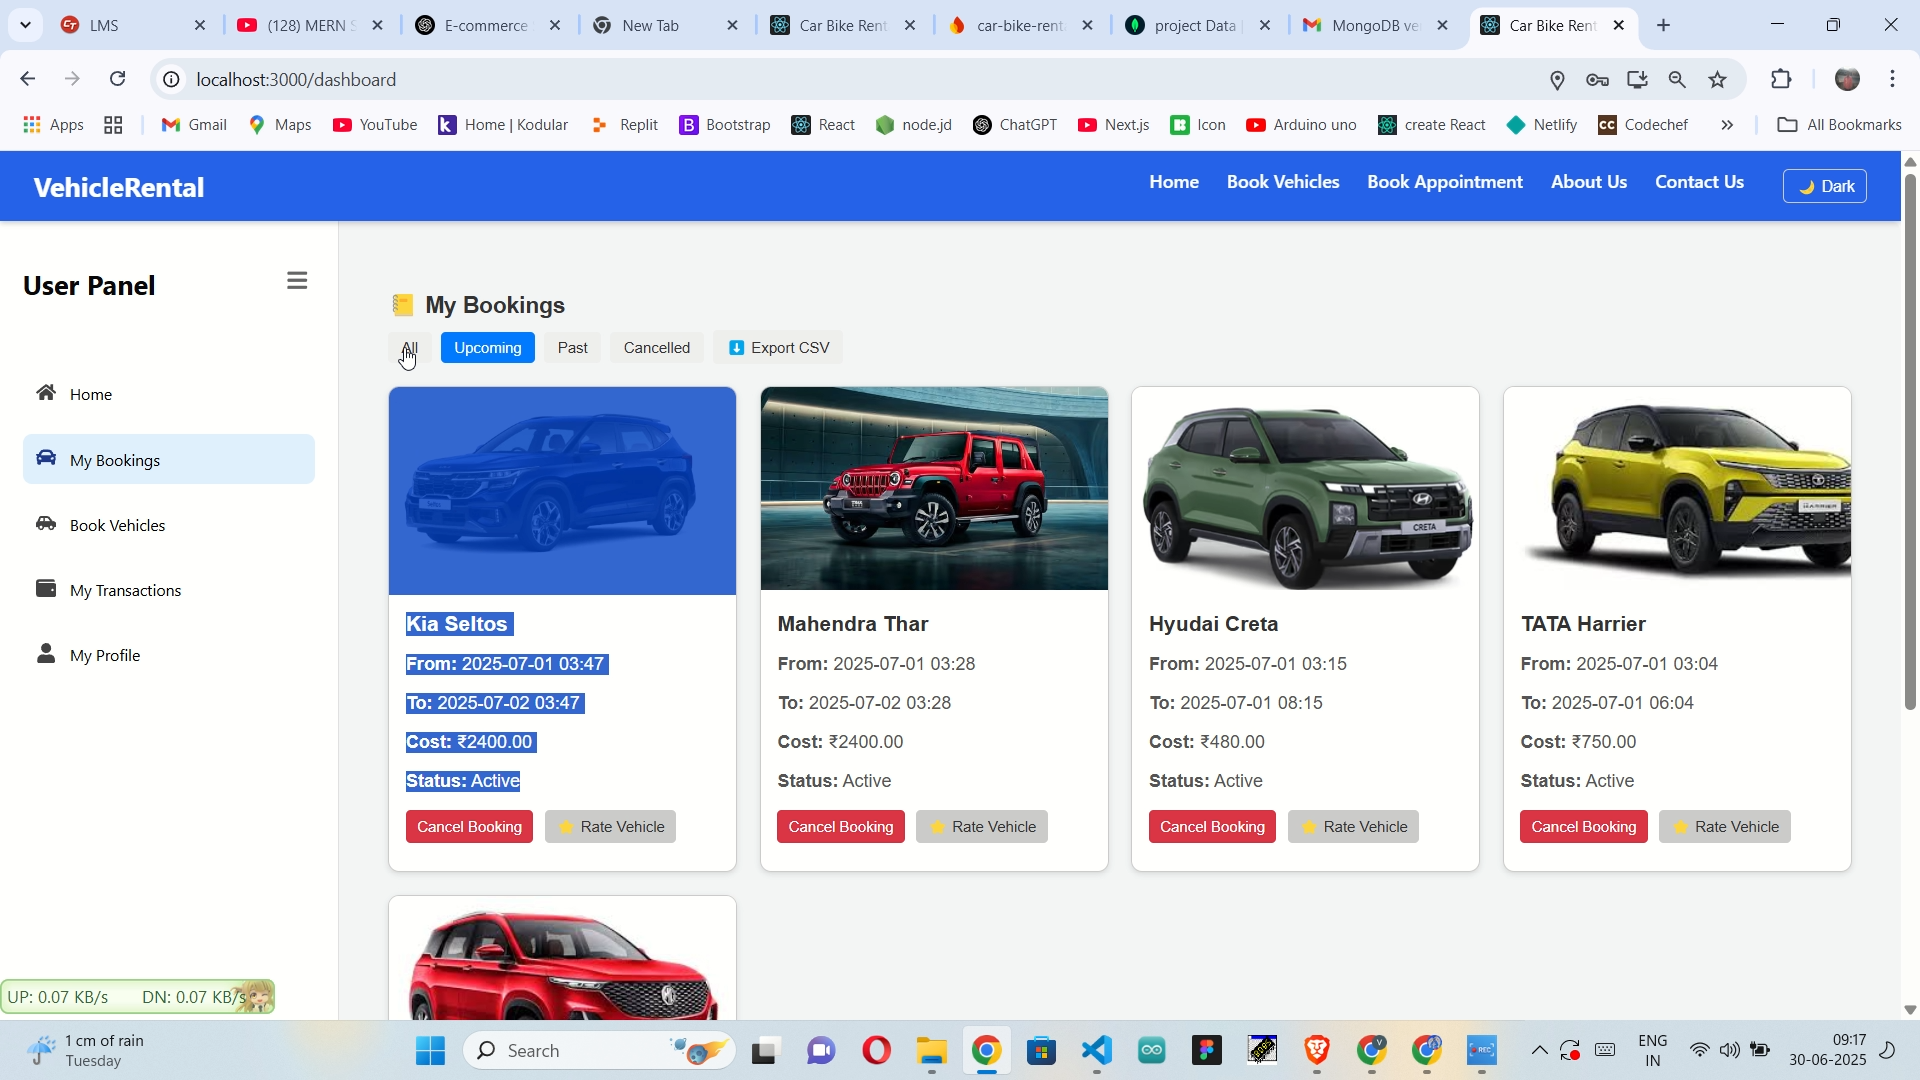 LMS
(128) MERN S
E-commerce
New Tab
Car Bike Rent
car-bike-renta
project Data |
MongoDB ve
Car Bike Rent
localhost:3000/dashboard
Apps
Gmail
Maps
YouTube
Home | Kodular
Replit
Bootstrap
React
node.jd
ChatGPT
Next.js
Icon
Arduino uno
create React
Netlify
Codechef
All Bookmarks
VehicleRental
Home
Book Vehicles
Book Appointment
About Us
Contact Us
Dark
User Panel
Home
My Bookings
Book Vehicles
My Transactions
My Profile
My Bookings
All
Upcoming
Past
Cancelled
Export CSV
Kia Seltos
From: 2025-07-01 03:47
To: 2025-07-02 03:47
Cost: ₹2400.00
Status: Active
Cancel Booking
Rate Vehicle
Mahendra Thar
From: 2025-07-01 03:28
To: 2025-07-02 03:28
Cost: ₹2400.00
Status: Active
Cancel Booking
Rate Vehicle
CRETA
Hyudai Creta
From: 2025-07-01 03:15
To: 2025-07-01 08:15
Cost: ₹480.00
Status: Active
Cancel Booking
Rate Vehicle
HARRIER
TATA Harrier
From: 2025-07-01 03:04
To: 2025-07-01 06:04
Cost: ₹750.00
Status: Active
Cancel Booking
Rate Vehicle
UP: 0.07 KB/s
DN: 0.07 KB/s
1 cm of rain
Tuesday
Search
REC
ENG
IN
09:17
30-06-2025